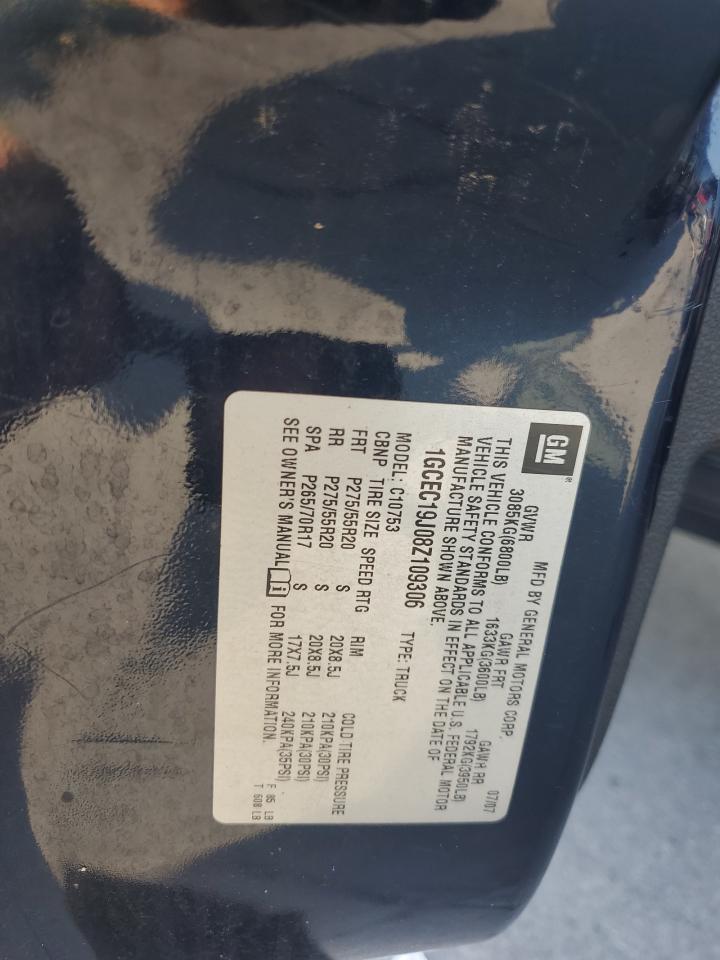 GM®
MFD BY GENERAL MOTORS CORP.
07/07
GVWR GAWR FRT GAWR RR
3085KG(6800LB) 1633KG(3600LB) 1792KG(3950LB)
THIS VEHICLE CONFORMS TO ALL APPLICABLE U.S. FEDERAL MOTOR
VEHICLE SAFETY STANDARDS IN EFFECT ON THE DATE OF
MANUFACTURE SHOWN ABOVE.
1GCEC19J08Z109306 TYPE: TRUCK
MODEL: C10753
CBNP TIRE SIZE SPEED RTG RIM COLD TIRE PRESSURE
FRT P275/55R20 S 20X8.5J 210KPA(30PSI)
RR P275/55R20 S 20X8.5J 210KPA(30PSI)
SPA P265/70R17 S 17X7.5J 240KPA(35PSI)
SEE OWNER'S MANUAL i FOR MORE INFORMATION.
F 85 LB
T 608 LB